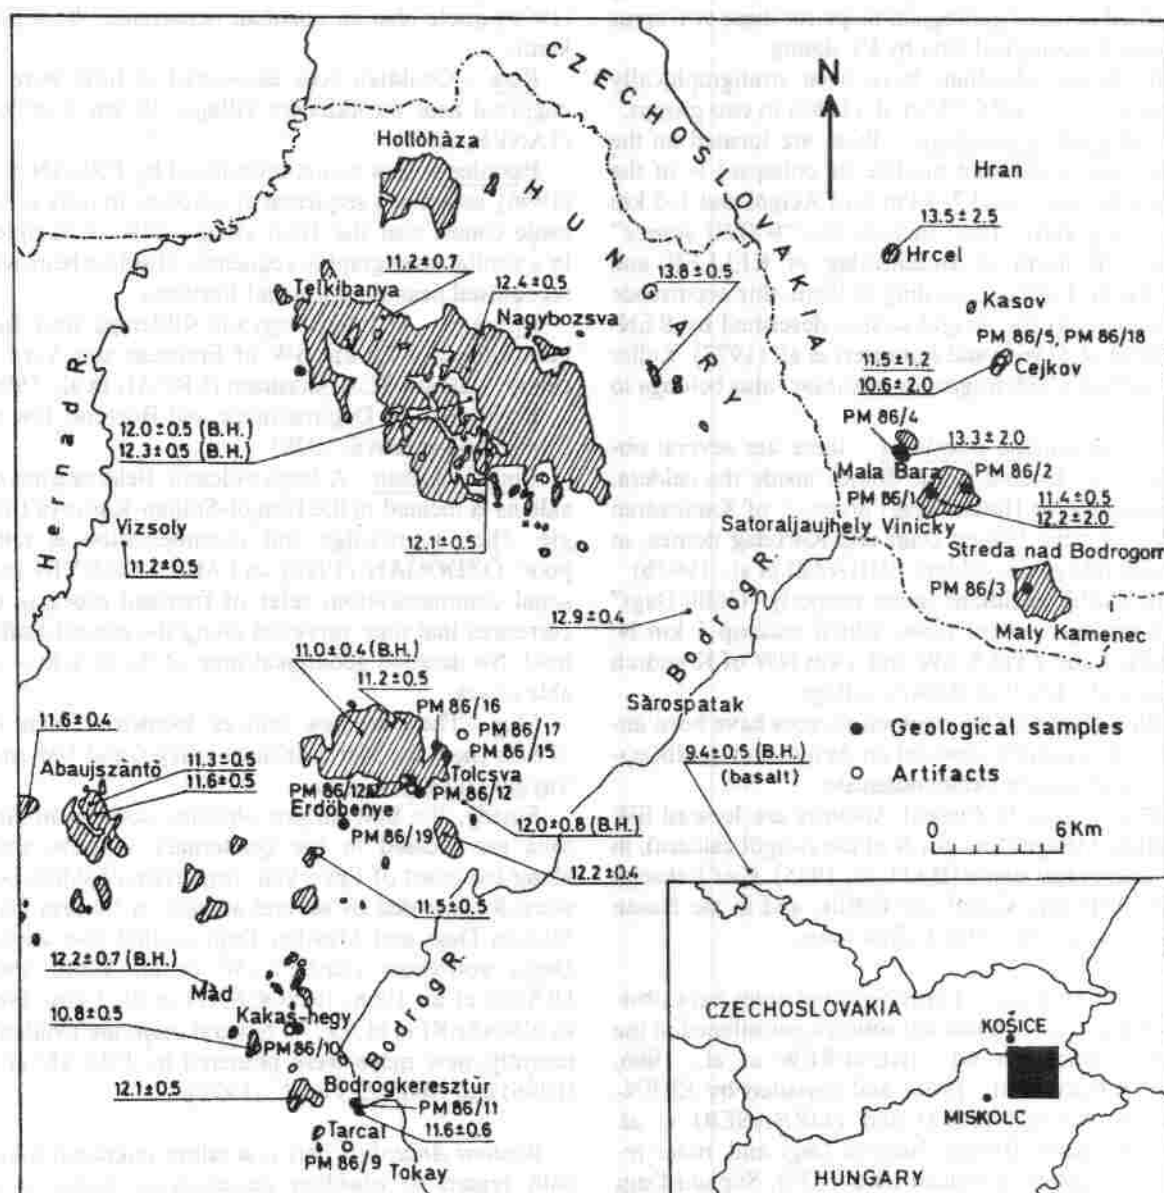 CZECHOSLOVAKIA
HUNGARY
N
Hollóháza
Hran
13.5 ± 2.5
Hrcel
11.2 ± 0.7
12.4 ± 0.5
13.8 ± 0.5
Telkibanya
Nagybozsva
Kasov
PM 86/5, PM 86/18
11.5 ± 1.2
10.6 ± 2.0
Cejkov
Hernad R.
12.0 ± 0.5 (B.H.)
12.3 ± 0.5 (B.H.)
PM 86/4
13.3 ± 2.0
Mala Bara
PM 86/2
PM 86/1
11.4 ± 0.5
12.2 ± 2.0
Vizsoly
11.2 ± 0.5
12.1 ± 0.5
Satoraljaujhely
Vinicky
Streda nad Bodrogom
PM 86/3
Maly Kamenec
12.9 ± 0.4
Bodrog R.
11.0 ± 0.4 (B.H.)
11.2 ± 0.5
PM 86/16
PM 86/17
PM 86/15
Sàrospatak
Geological samples
Artifacts
9.4 ± 0.5 (B.H.)
(basalt)
11.6 ± 0.4
Abaujszántó
11.3 ± 0.5
11.6 ± 0.5
Tolcsva
PM 86/12
Erdöbenye
PM 86/19
12.0 ± 0.8 (B.H.)
0 6 Km
12.2 ± 0.4
11.5 ± 0.5
12.2 ± 0.7 (B.H.)
Màd
10.8 ± 0.5
Kakas-hegy
PM 86/10
Bodrog R.
12.1 ± 0.5
Bodrogkeresztúr
PM 86/11
11.6 ± 0.6
Tarcal
PM 86/9
Tokay
CZECHOSLOVAKIA
KOŠICE
MISKOLC
HUNGARY